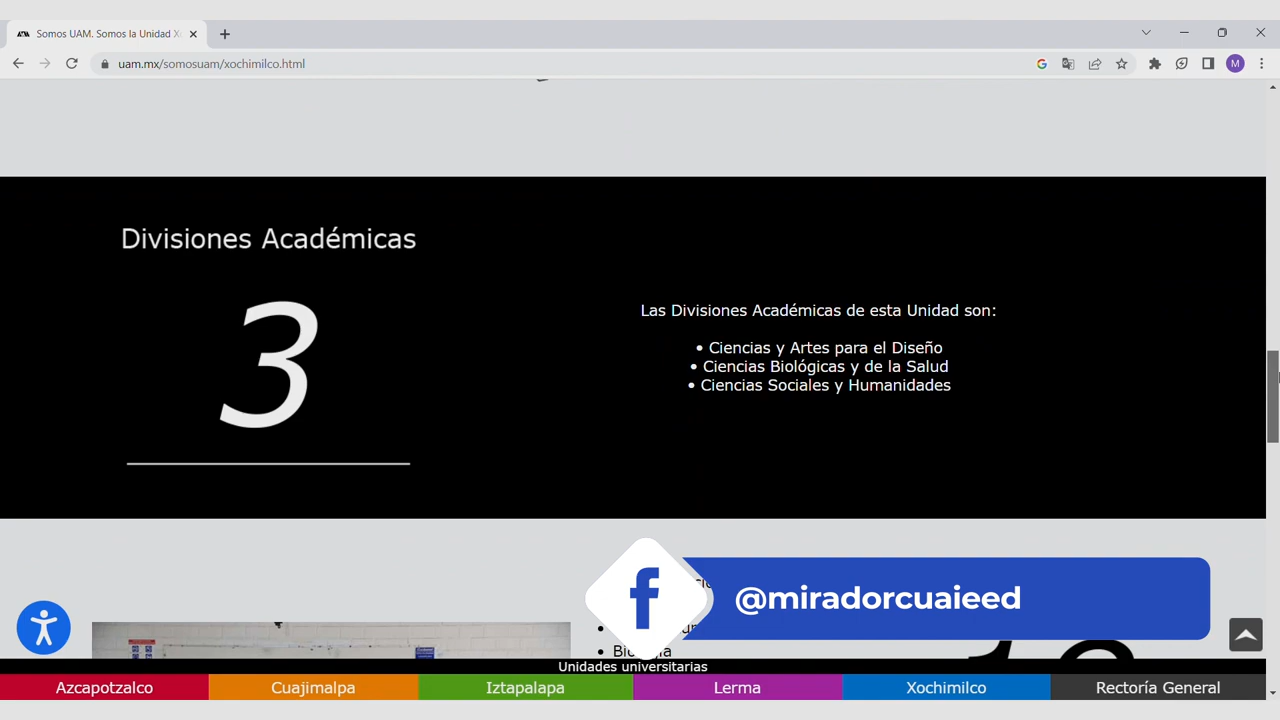 Somos UAM. Somos la Unidad X
uam.mx/somosuam/xochimilco.html
M
Divisiones Académicas
3
Las Divisiones Académicas de esta Unidad son:
• Ciencias y Artes para el Diseño
• Ciencias Biológicas y de la Salud
• Ciencias Sociales y Humanidades
@miradorcuaieed
Unidades universitarias
Azcapotzalco
Cuajimalpa
Iztapalapa
Lerma
Xochimilco
Rectoría General